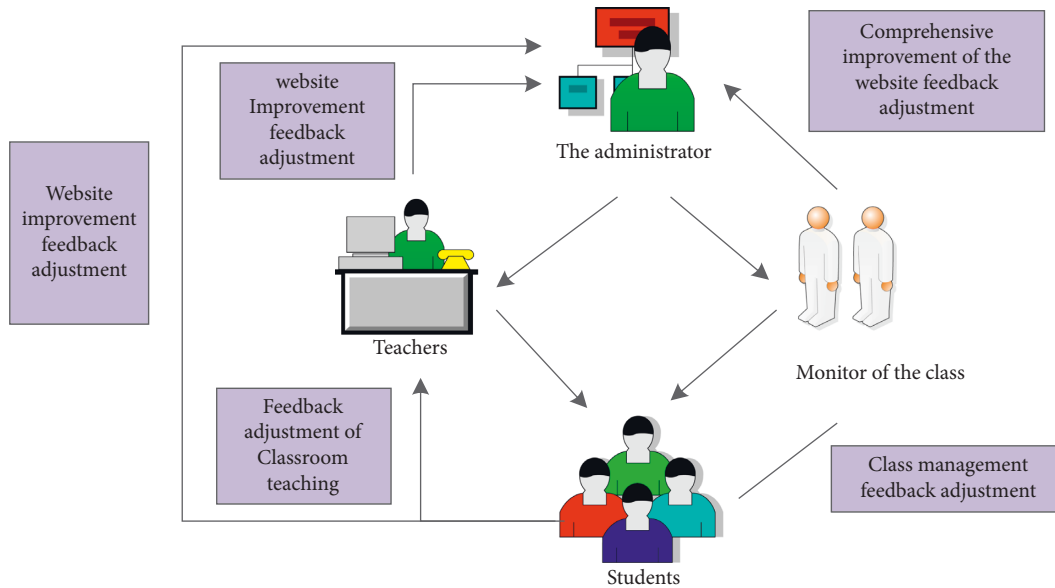 Comprehensive
improvement of the
website feedback
adjustment
website
Improvement
feedback
adjustment
The administrator
Website
improvement
feedback
adjustment
Teachers
Monitor of the class
Feedback
adjustment of
Classroom
teaching
Class management
feedback adjustment
Students